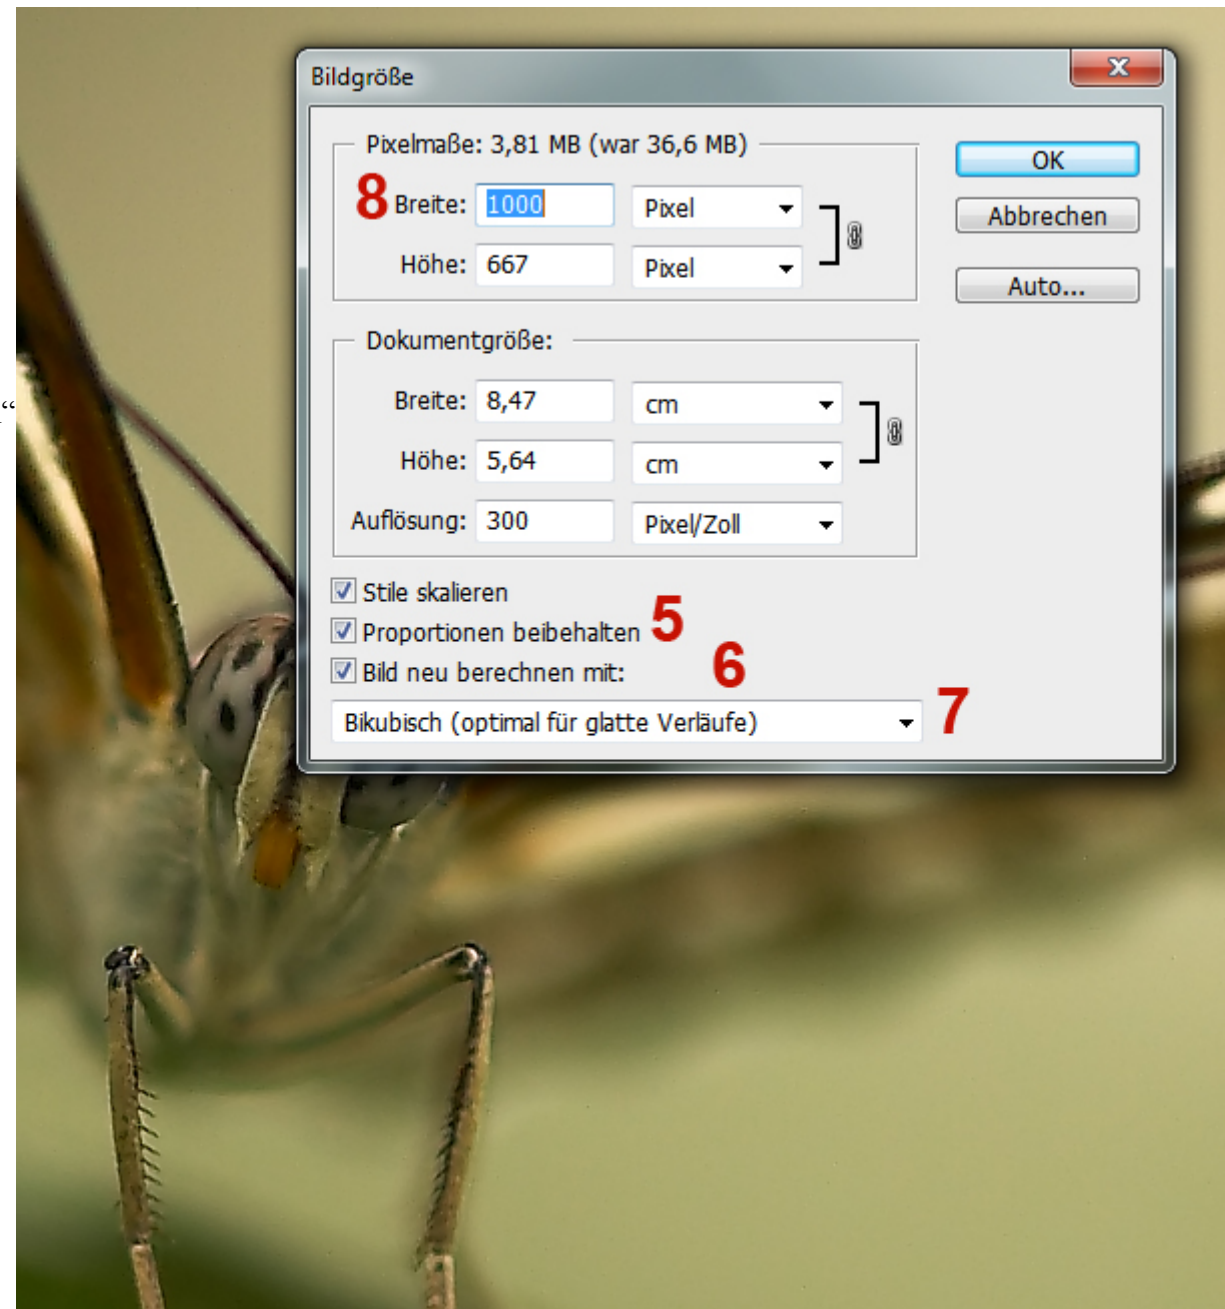 Bildgröße
Pixelmaße: 3,81 MB (war 36,6 MB)
OK
8 Breite: 1000 Pixel
Abbrechen
Höhe: 667 Pixel
Auto...
Dokumentgröße:
“
Breite: 8,47 cm
Höhe: 5,64 cm
Auflösung: 300 Pixel/Zoll
Stile skalieren
Proportionen beibehalten 5
Bild neu berechnen mit: 6
Bikubisch (optimal für glatte Verläufe) 7